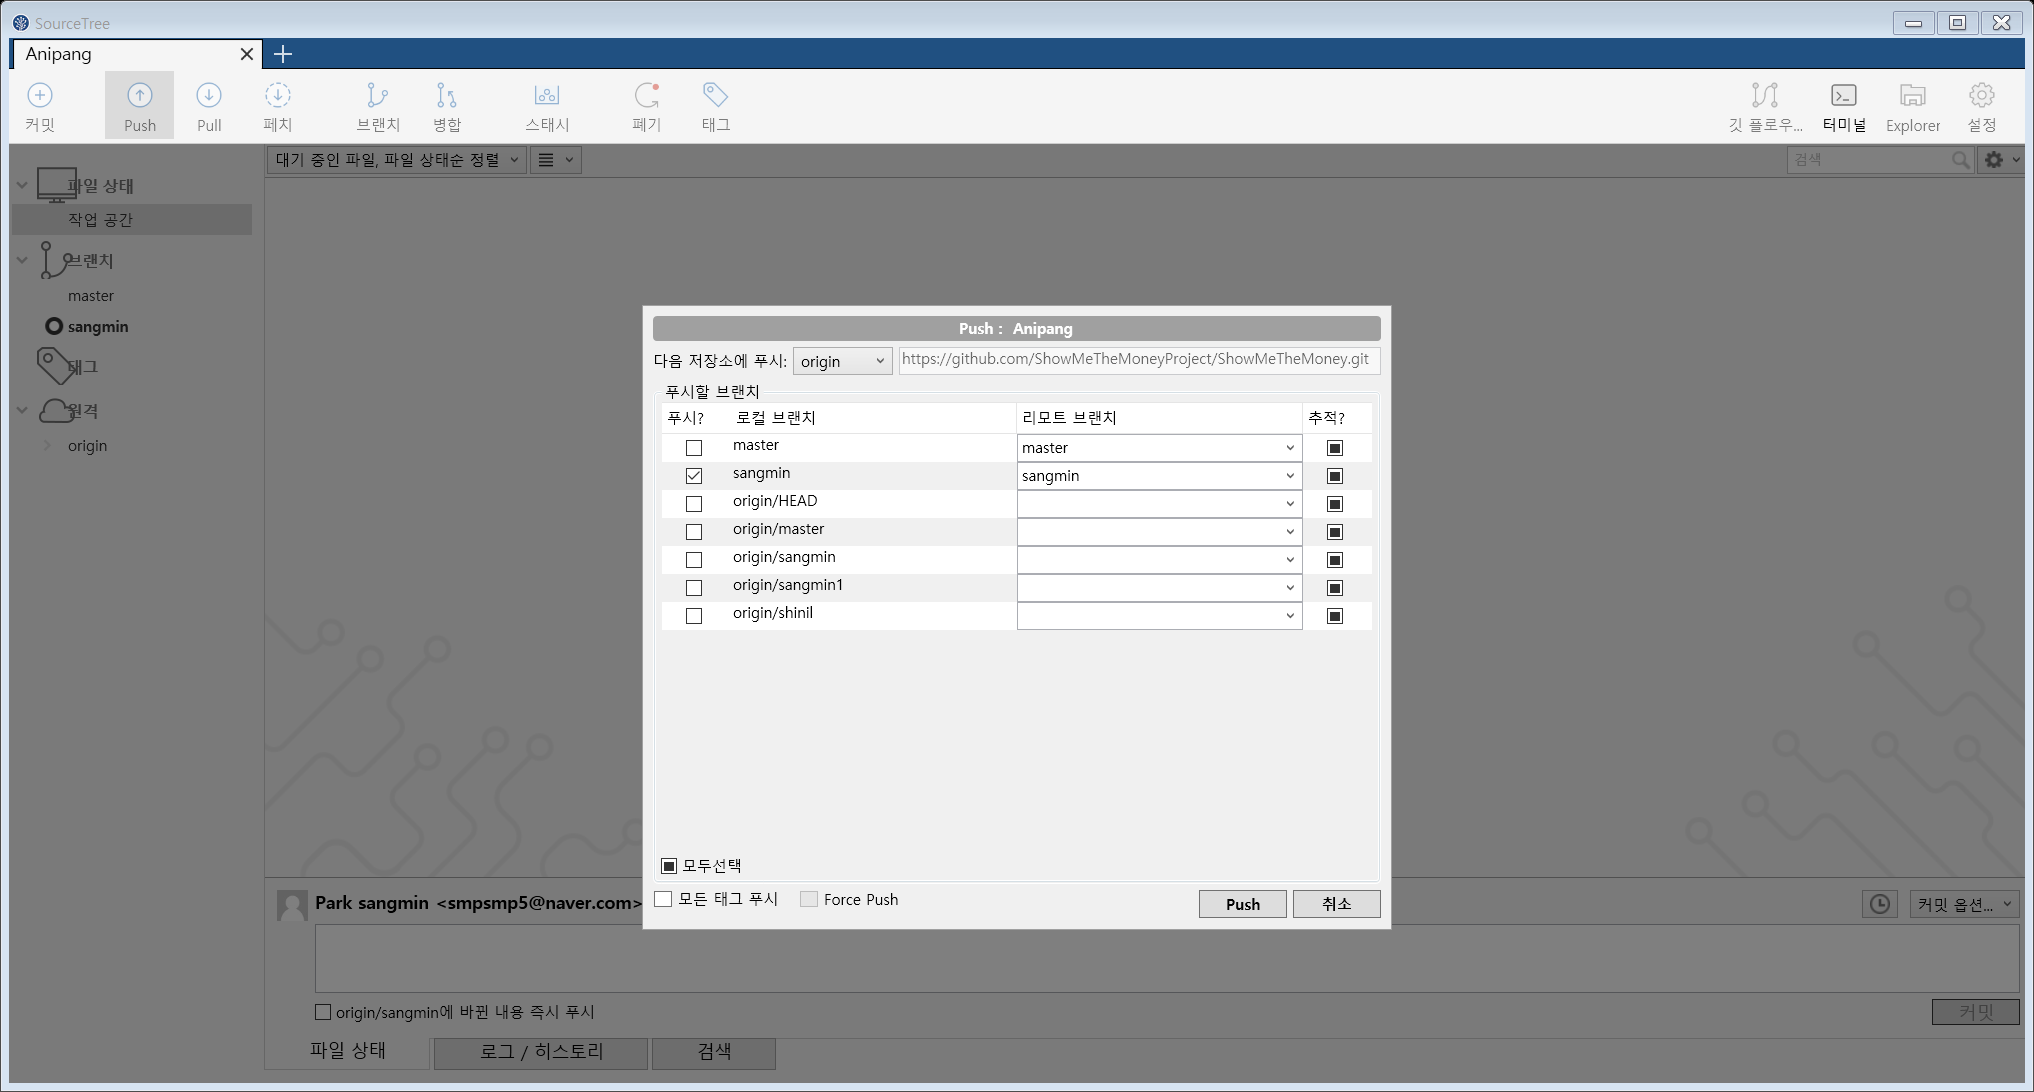 SourceTree
Anipang
커밋 Push Pull 페치 브랜치 병합 스태시 폐기 태그 깃 플로우... 터미널 Explorer 설정
대기 중인 파일, 파일 상태순 정렬 검색
파일 상태
작업 공간
브랜치
master
sangmin
태그
원격
origin
Push : Anipang
다음 저장소에 푸시: origin https://github.com/ShowMeTheMoneyProject/ShowMeTheMoney.git
푸시할 브랜치
푸시? 로컬 브랜치 리모트 브랜치 추적?
master master
sangmin sangmin
origin/HEAD
origin/master
origin/sangmin
origin/sangmin1
origin/shinil
모두선택
모든 태그 푸시 Force Push Push 취소
Park sangmin <smpsmp5@naver.com> 커밋 옵션...
origin/sangmin에 바뀐 내용 즉시 푸시 커밋
파일 상태 로그 / 히스토리 검색